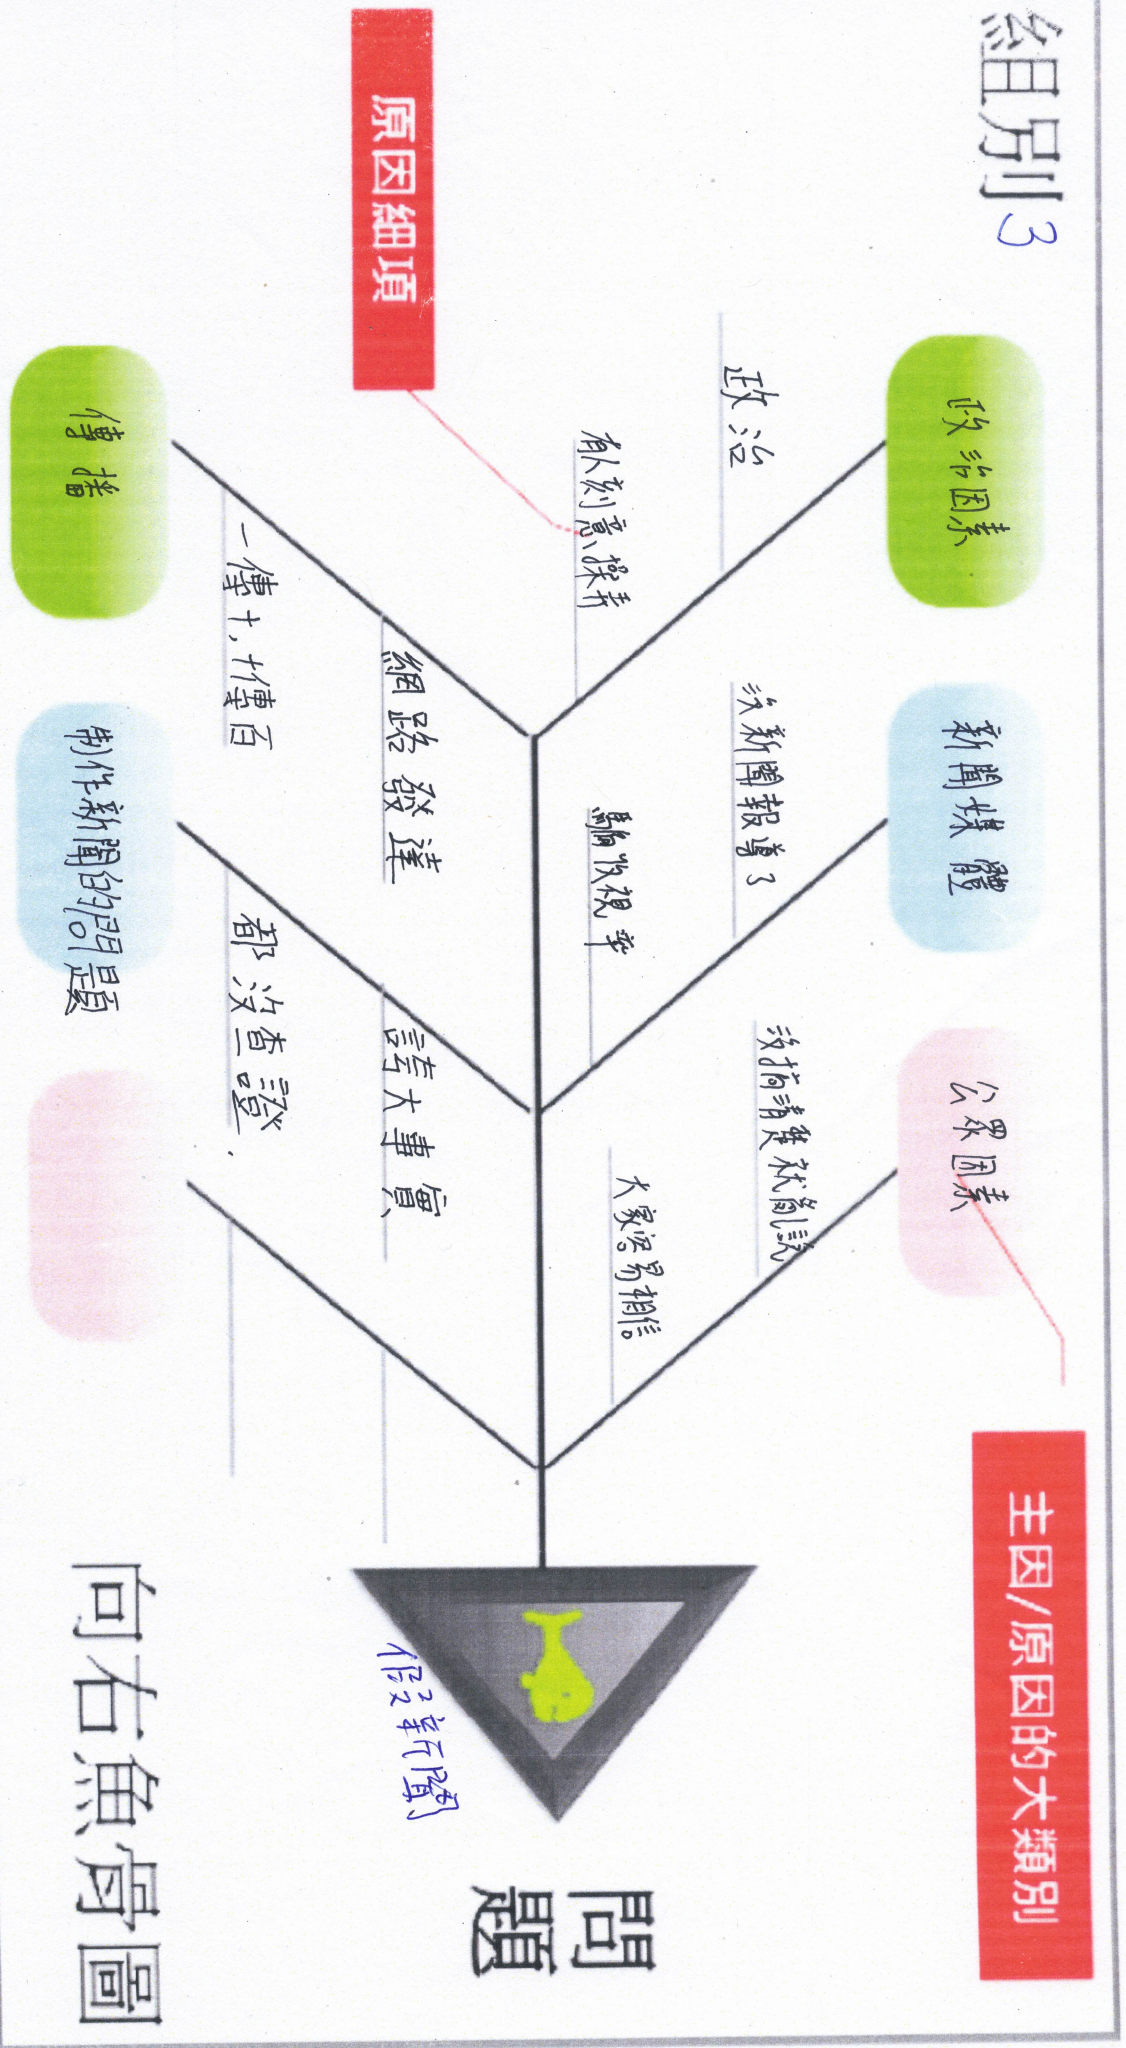 組別 3
主因/原因的大類別
政治因素
新聞媒體
公眾因素
原因細項
政治
有人刻意操弄
沒新聞報導了
騙收視率
沒搞清楚就亂說
大家容易相信。
問題
假新聞
網路發達
一傳十,十傳百
誇大事實
都沒查證.
傳播
制作新聞的問題
向右魚骨圖